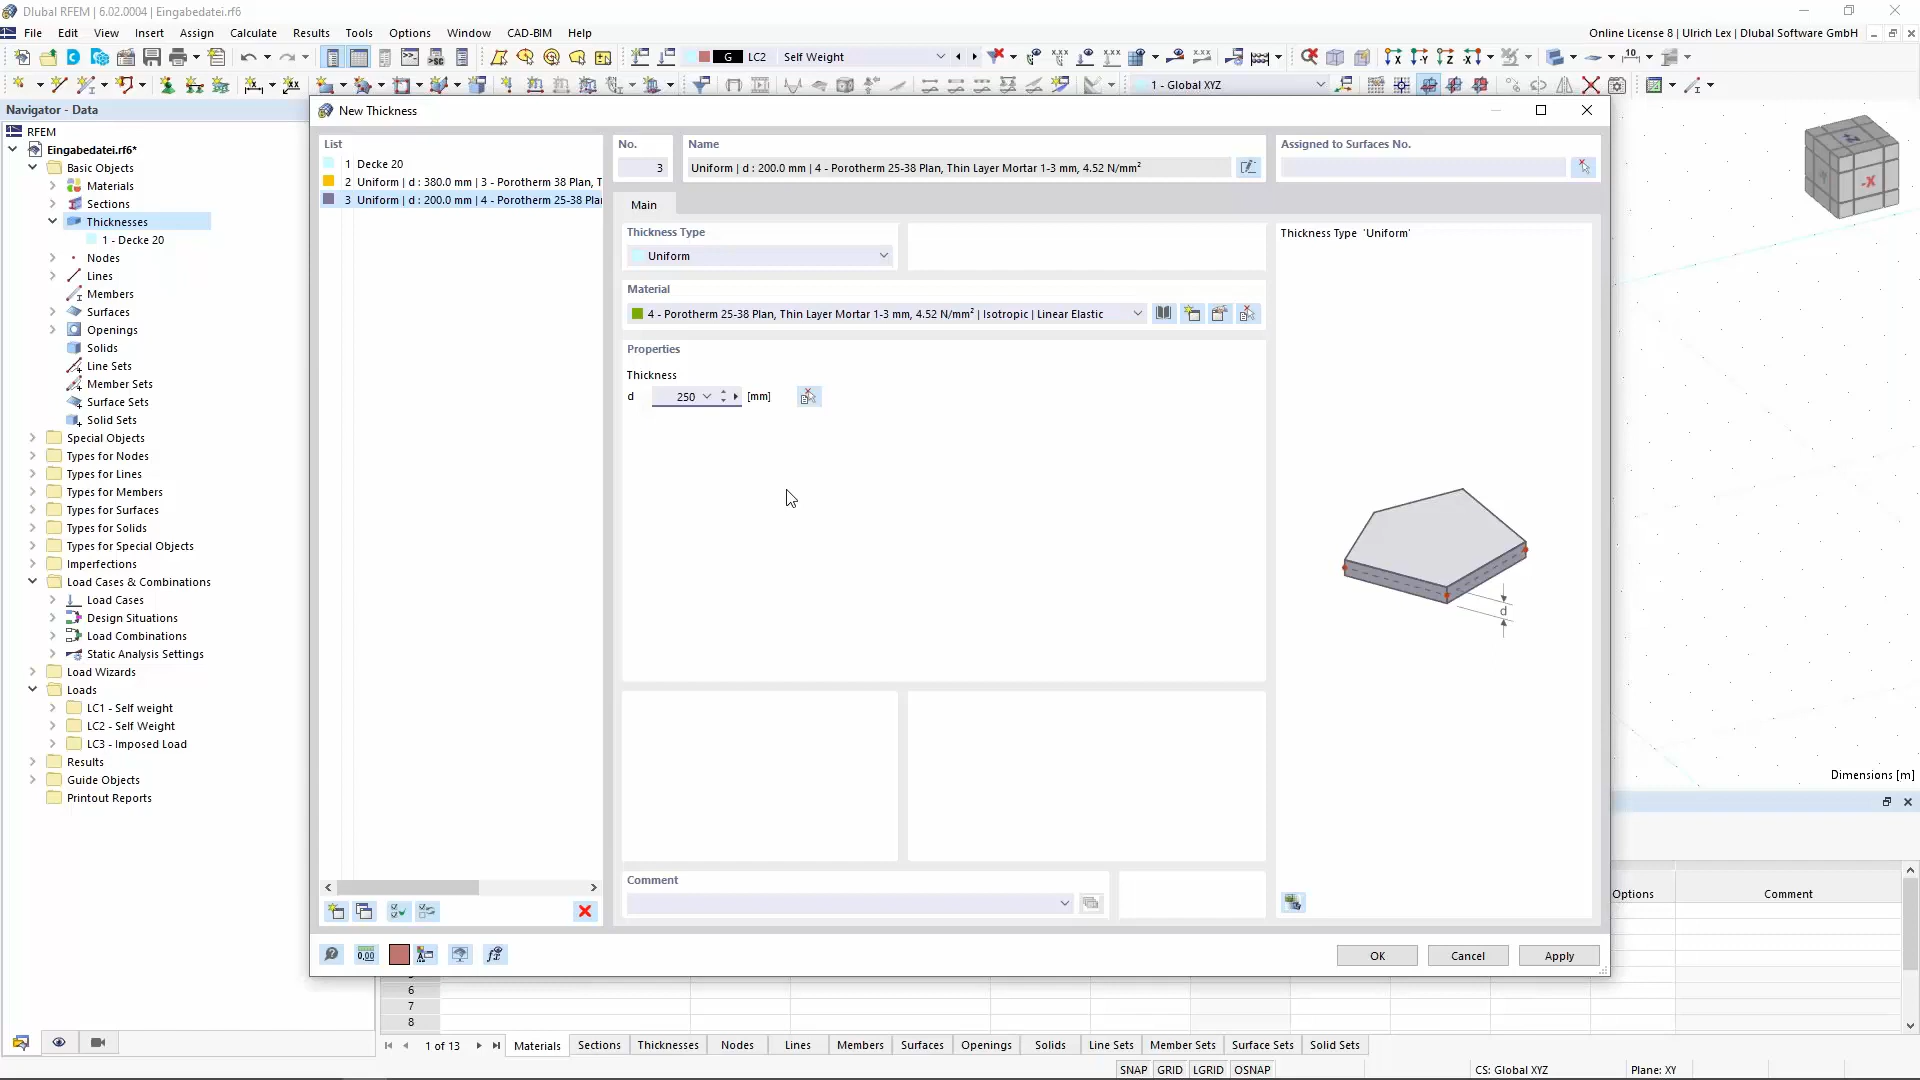 Dlubal RFEM | 6.02.0004 | Eingabedatei.rf6*
File Edit View Insert Assign Calculate Results Tools Options Window CAD-BIM Help
Online License 8 | Ulrich Lex | Dlubal Software GmbH
G LC2 Self Weight
1 - Global XYZ
Navigator - Data
RFEM
Eingabedatei.rf6*
Basic Objects
Materials
Sections
Thicknesses
1 - Decke 20
Nodes
Lines
Members
Surfaces
Openings
Solids
Line Sets
Member Sets
Surface Sets
Solid Sets
Special Objects
Types for Nodes
Types for Lines
Types for Members
Types for Surfaces
Types for Solids
Types for Special Objects
Imperfections
Load Cases & Combinations
Load Cases
Design Situations
Load Combinations
Static Analysis Settings
Load Wizards
Loads
LC1 - Self weight
LC2 - Self Weight
LC3 - Imposed Load
Results
Guide Objects
Printout Reports
New Thickness
List
1 Decke 20
2 Uniform | d : 380.0 mm | 3 - Porotherm 38 Plan, T
3 Uniform | d : 200.0 mm | 4 - Porotherm 25-38 Pla
No.
3
Name
Uniform | d : 200.0 mm | 4 - Porotherm 25-38 Plan, Thin Layer Mortar 1-3 mm, 4.52 N/mm²
Assigned to Surfaces No.
Main
Thickness Type
Uniform
Material
4 - Porotherm 25-38 Plan, Thin Layer Mortar 1-3 mm, 4.52 N/mm² | Isotropic | Linear Elastic
Properties
Thickness
d 250 [mm]
Comment
Thickness Type 'Uniform'
d
OK Cancel Apply
-X
Dimensions [m]
Options Comment
6
7
8
1 of 13 Materials Sections Thicknesses Nodes Lines Members Surfaces Openings Solids Line Sets Member Sets Surface Sets Solid Sets
SNAP GRID LGRID OSNAP CS: Global XYZ Plane: XY